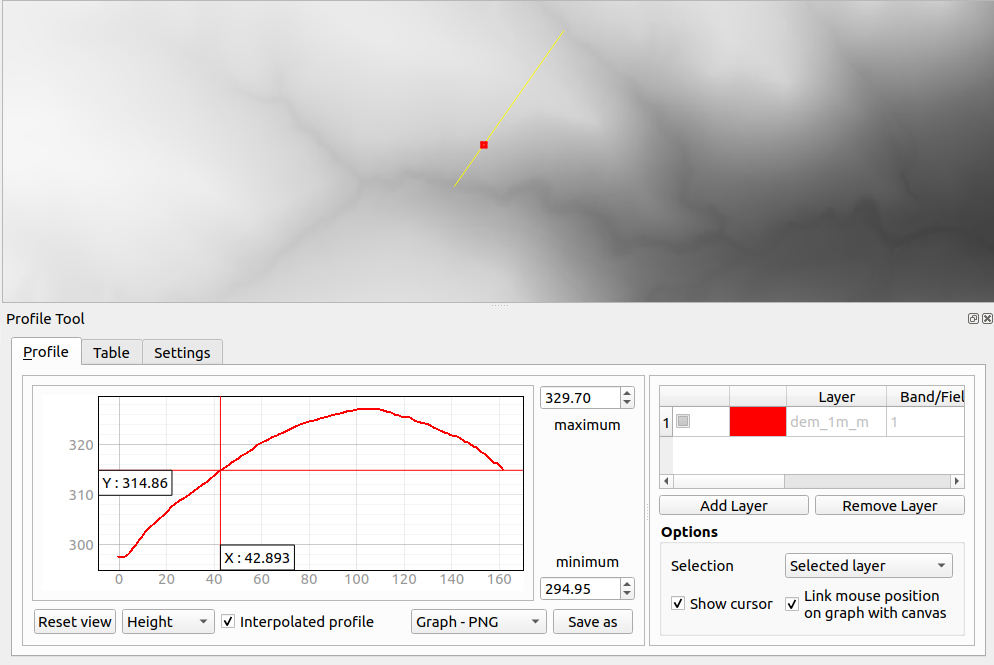 Profile Tool
Profile Table Settings
329.70
maximum
Layer Band/Fiel
1 dem_1m_m 1
320
Y : 314.86
310
300
X : 42.893
0 20 40 60 80 100 120 140 160
minimum
294.95
Add Layer Remove Layer
Options
Selection Selected layer
Show cursor Link mouse position
on graph with canvas
Reset view Height Interpolated profile Graph - PNG Save as